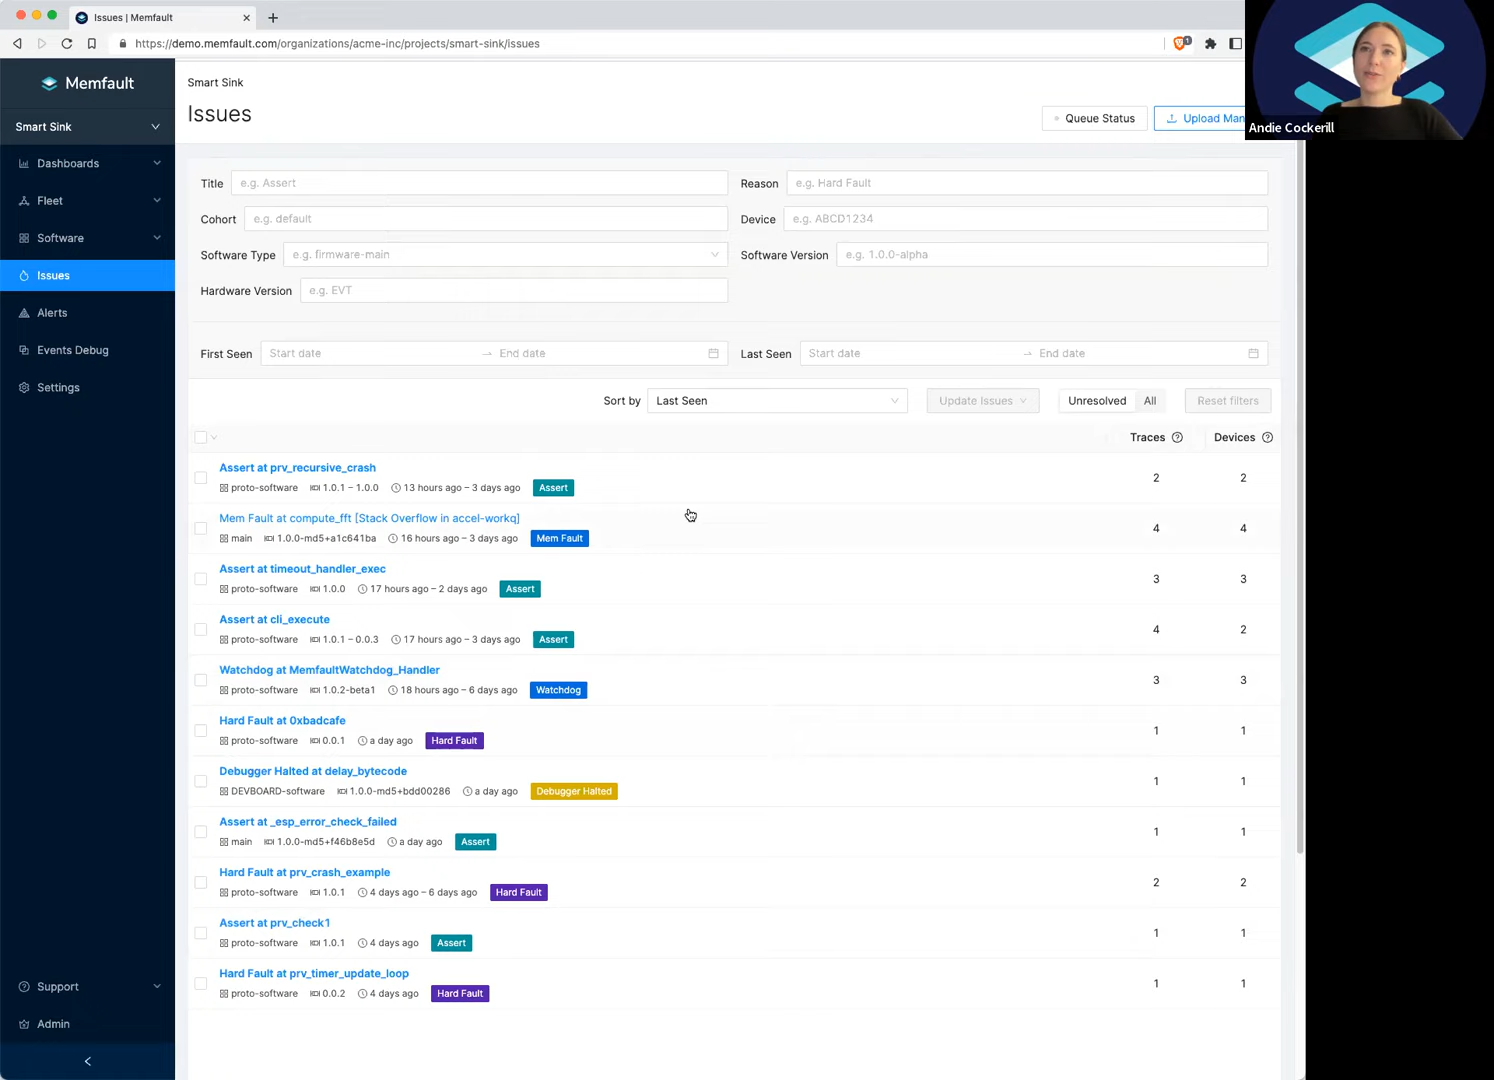 Issues | Memfault
https://demo.memfault.com/organizations/acme-inc/projects/smart-sink/issues
1
Andie Cockerill
Memfault
Smart Sink
Dashboards
Fleet
Software
Issues
Alerts
Events Debug
Settings
Support
Admin
Smart Sink
Issues
Queue Status
Upload Man
Title e.g. Assert
Reason e.g. Hard Fault
Cohort e.g. default
Device e.g. ABCD1234
Software Type e.g. firmware-main
Software Version e.g. 1.0.0-alpha
Hardware Version e.g. EVT
First Seen Start date → End date
Last Seen Start date → End date
Sort by Last Seen
Update Issues
Unresolved All
Reset filters
Traces Devices
Assert at prv_recursive_crash
proto-software 1.0.1 – 1.0.0 13 hours ago – 3 days ago Assert
2 2
Mem Fault at compute_fft [Stack Overflow in accel-workq]
main 1.0.0-md5+a1c641ba 16 hours ago – 3 days ago Mem Fault
4 4
Assert at timeout_handler_exec
proto-software 1.0.0 17 hours ago – 2 days ago Assert
3 3
Assert at cli_execute
proto-software 1.0.1 – 0.0.3 17 hours ago – 3 days ago Assert
4 2
Watchdog at MemfaultWatchdog_Handler
proto-software 1.0.2-beta1 18 hours ago – 6 days ago Watchdog
3 3
Hard Fault at 0xbadcafe
proto-software 0.0.1 a day ago Hard Fault
1 1
Debugger Halted at delay_bytecode
DEVBOARD-software 1.0.0-md5+bdd00286 a day ago Debugger Halted
1 1
Assert at _esp_error_check_failed
main 1.0.0-md5+f46b8e5d a day ago Assert
1 1
Hard Fault at prv_crash_example
proto-software 1.0.1 4 days ago – 6 days ago Hard Fault
2 2
Assert at prv_check1
proto-software 1.0.1 4 days ago Assert
1 1
Hard Fault at prv_timer_update_loop
proto-software 0.0.2 4 days ago Hard Fault
1 1